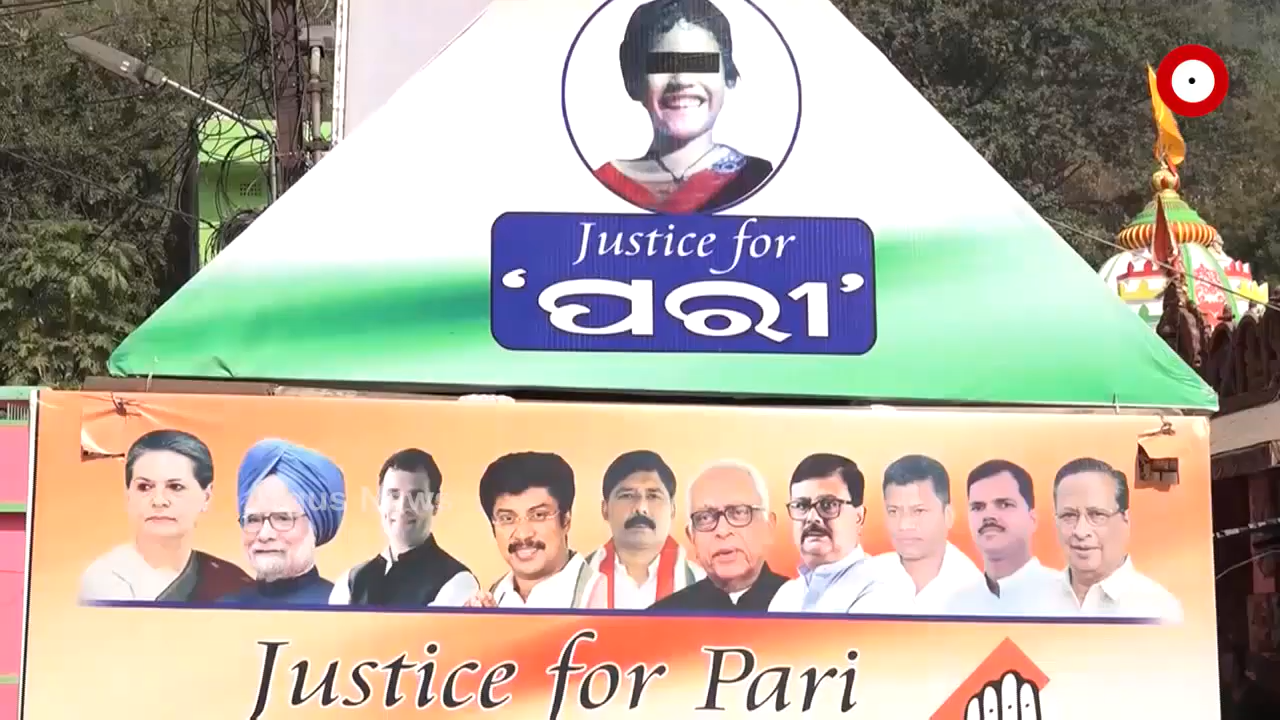 Justice for
‘ପରୀ’
Justice for Pari